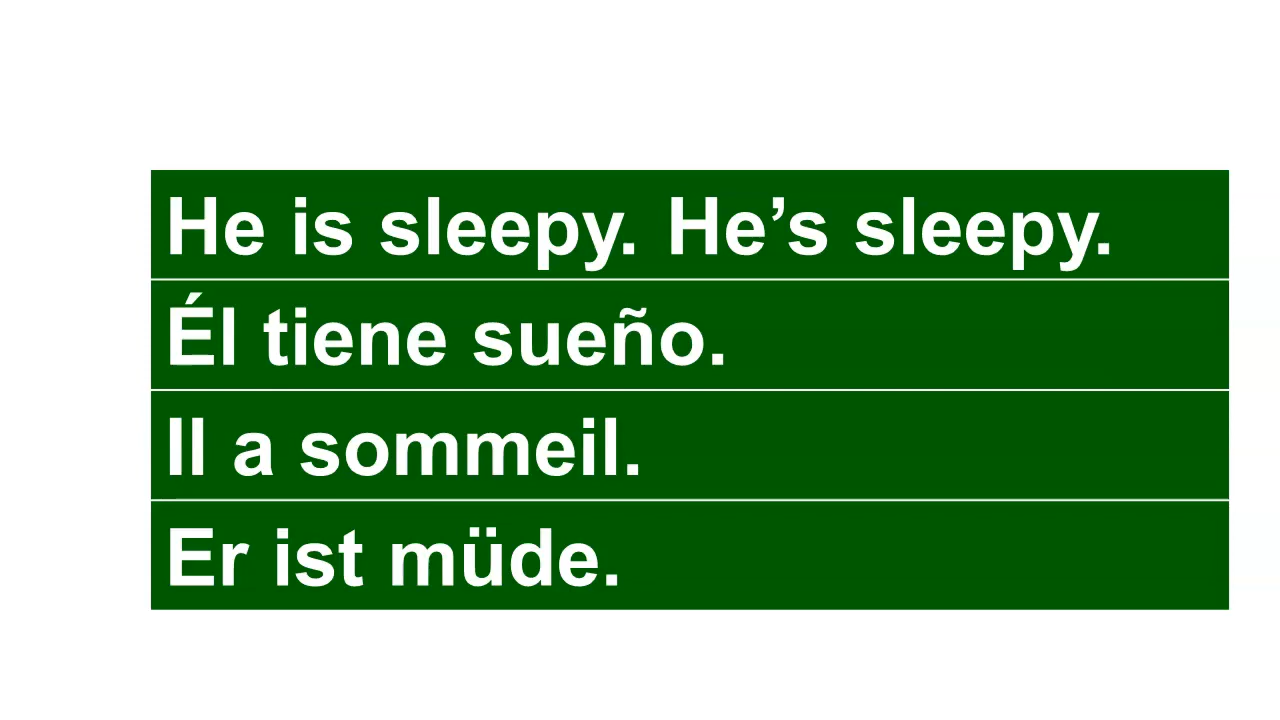 He is sleepy. He’s sleepy.
Él tiene sueño.
Il a sommeil.
Er ist müde.